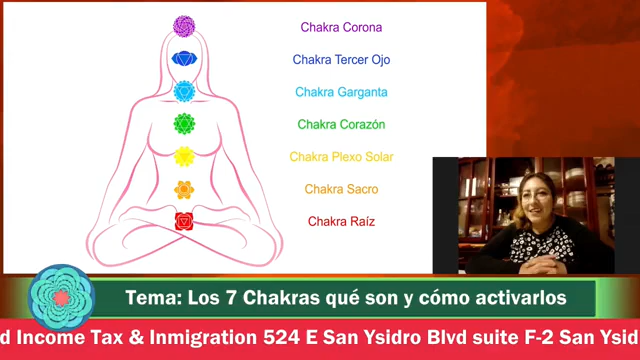 Chakra Corona
Chakra Tercer Ojo
Chakra Garganta
Chakra Corazón
Chakra Plexo Solar
Chakra Sacro
Chakra Raíz
Tema: Los 7 Chakras qué son y cómo activarlos
d Income Tax & Inmigration 524 E San Ysidro Blvd suite F-2 San Ysid